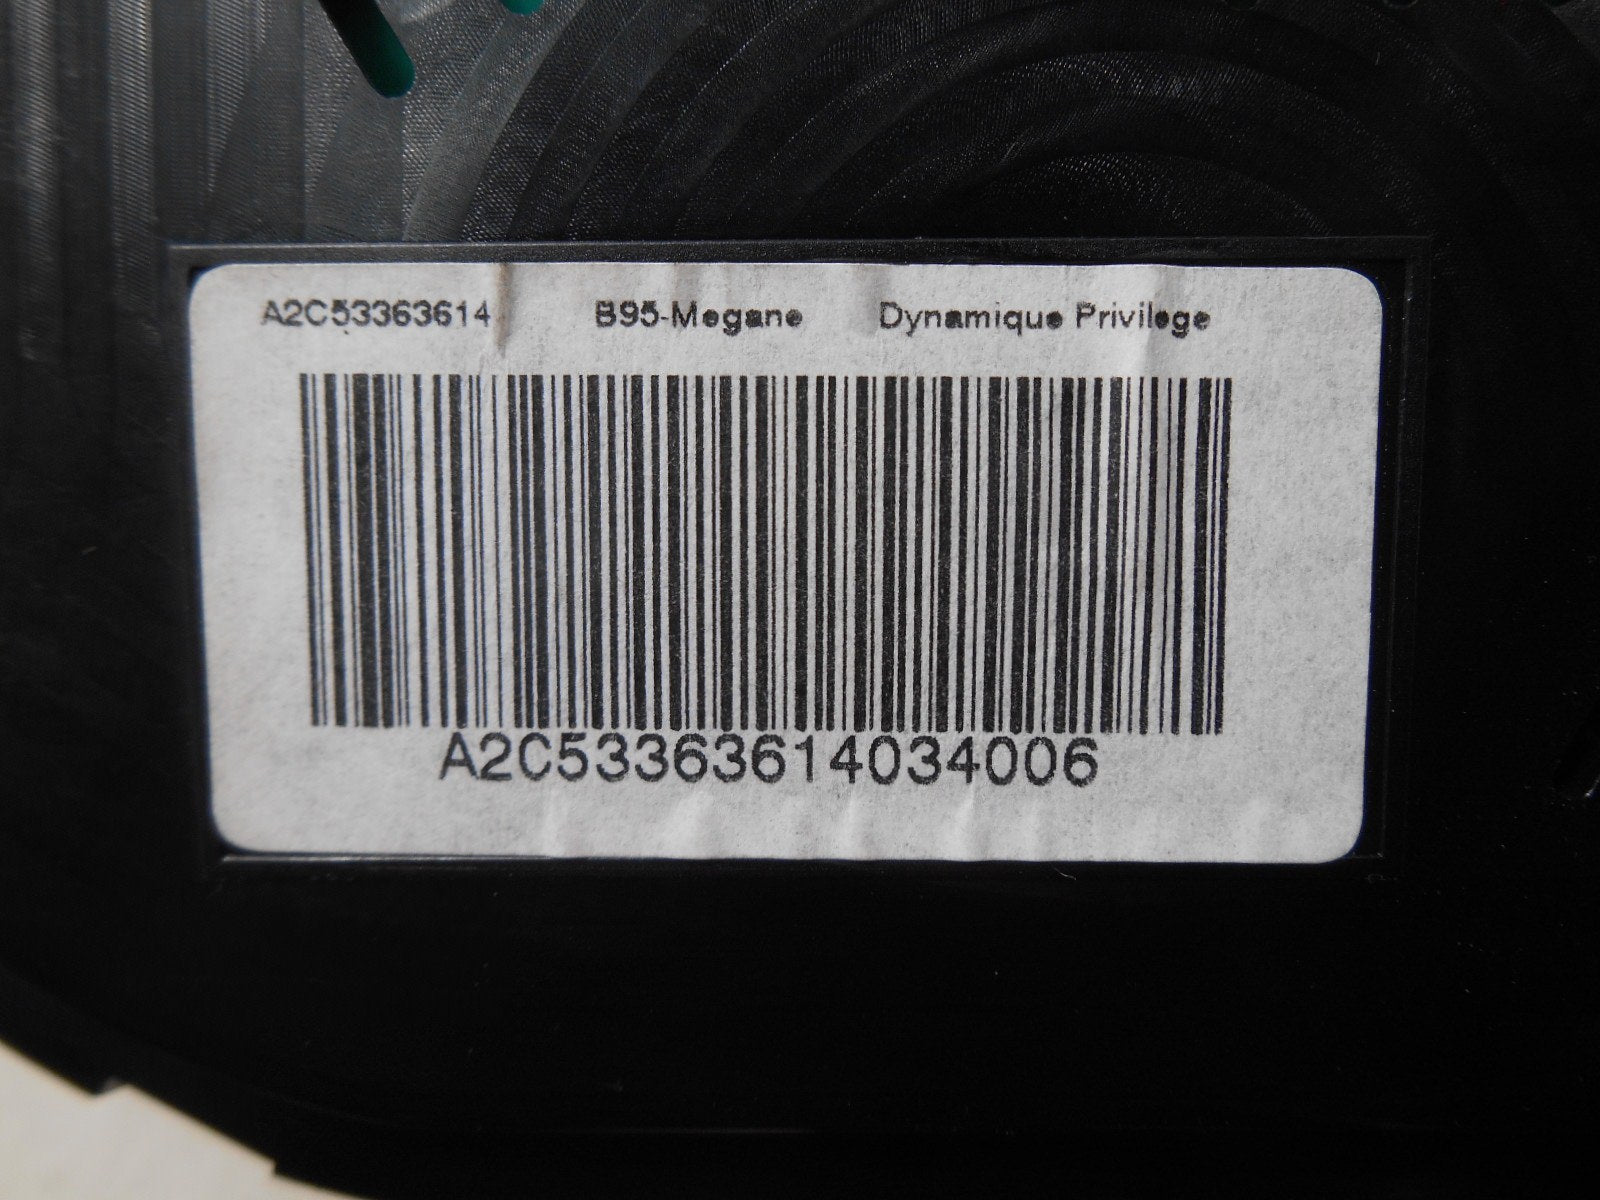 A2C53363614 B95-Megane Dynamique Privilege
A2C53363614034006